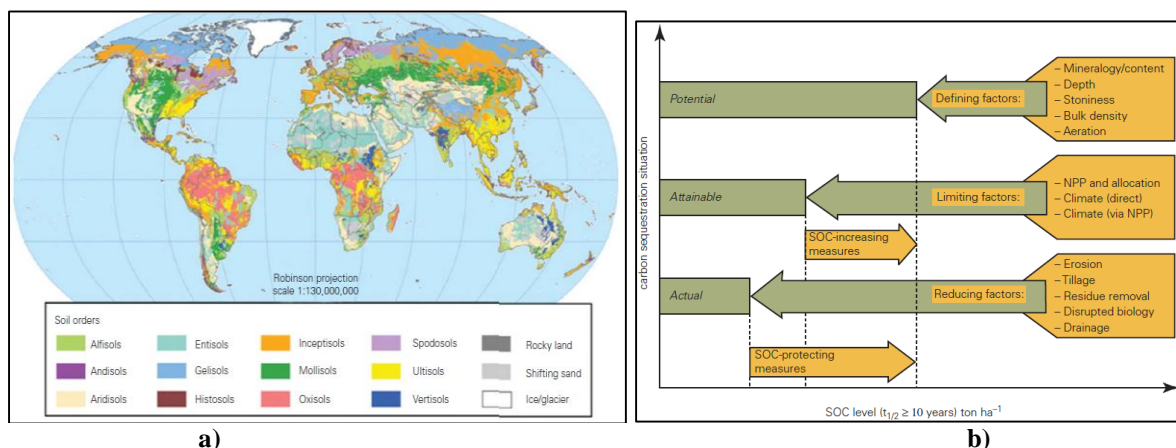 Robinson projection
scale 1:130,000,000
Soil orders
Alfisols
Entisols
Inceptisols
Spodosols
Rocky land
Andisols
Gelisols
Mollisols
Ultisols
Shifting sand
Aridisols
Histosols
Oxisols
Vertisols
Ice/glacier
a)
carbon sequestration situation
Potential
Defining factors:
– Mineralogy/content
– Depth
– Stoniness
– Bulk density
– Aeration
Attainable
Limiting factors:
– NPP and allocation
– Climate (direct)
– Climate (via NPP)
SOC-increasing
measures
Actual
Reducing factors:
– Erosion
– Tillage
– Residue removal
– Disrupted biology
– Drainage
SOC-protecting
measures
SOC level (t1/2 ≥ 10 years) ton ha⁻¹
b)